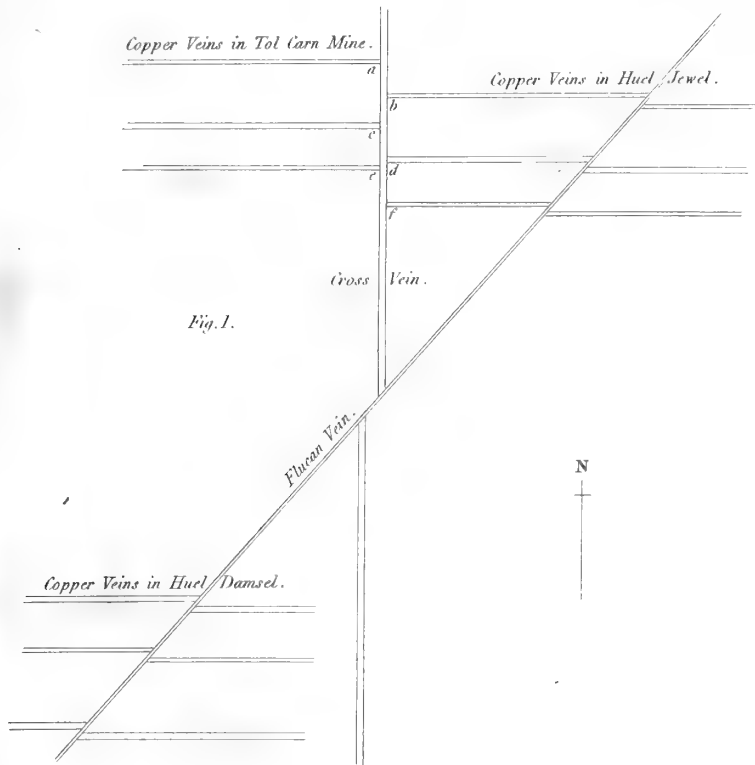 Copper Veins in Tol Carn Mine.
a
Copper Veins in Huel Jewel.
b
c
e
d
f
Cross Vein.
Fig. 1.
Flucan Vein.
N
Copper Veins in Huel Damsel.